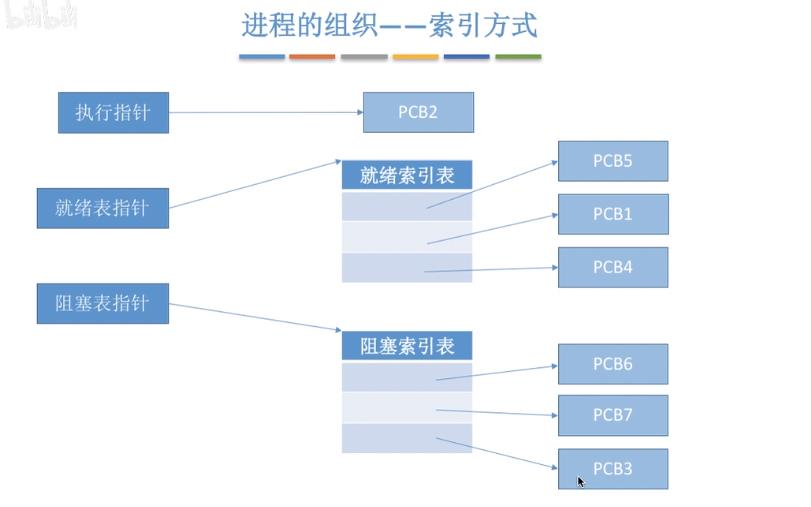 bilibili
进程的组织——索引方式
执行指针
PCB2
就绪表指针
就绪索引表
PCB5
PCB1
PCB4
阻塞表指针
阻塞索引表
PCB6
PCB7
PCB3